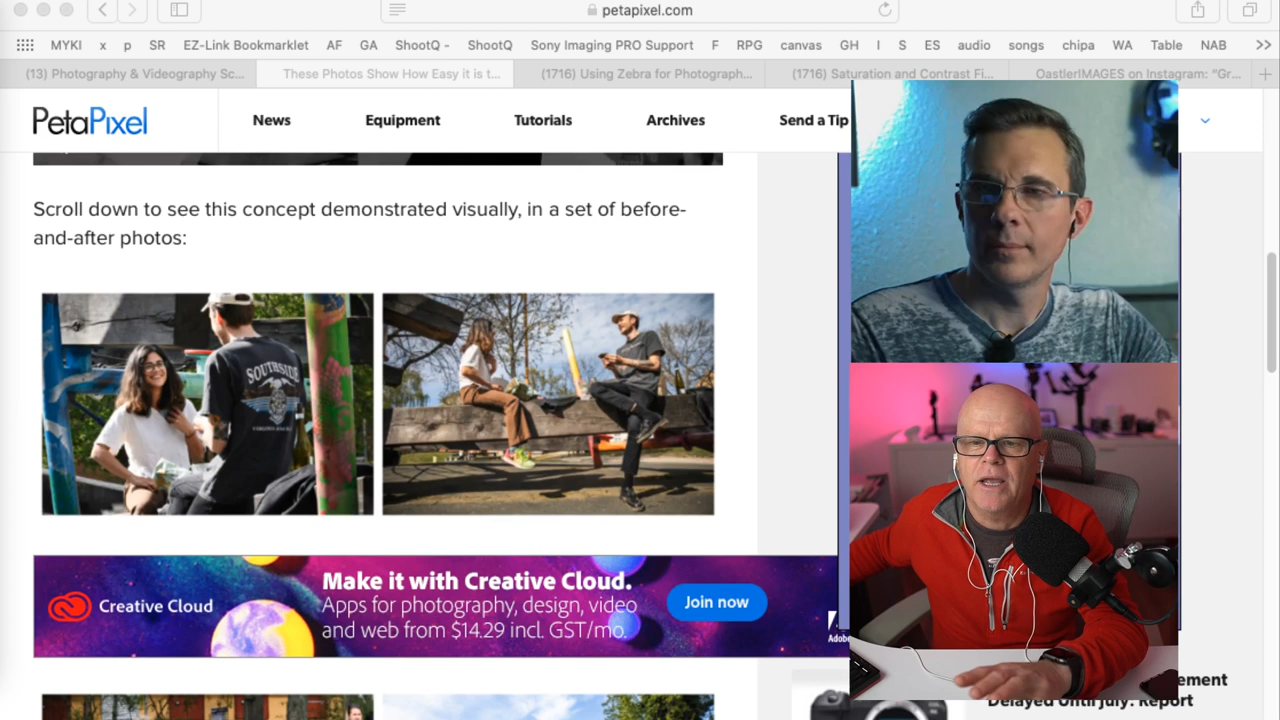 petapixel.com
MYKI x p SR EZ-Link Bookmarklet AF GA ShootQ - ShootQ Sony Imaging PRO Support F RPG canvas GH I S ES audio songs chipa WA Table NAB >>
(13) Photography & Videography Sc... These Photos Show How Easy it is t... (1716) Using Zebra for Photograph... (1716) Saturation and Contrast Fi... OastlerIMAGES on Instagram: “Gr...
PetaPixel News Equipment Tutorials Archives Send a Tip
Scroll down to see this concept demonstrated visually, in a set of before-
and-after photos:
SOUTHSIDE
Make it with Creative Cloud.
Creative Cloud
Apps for photography, design, video
and web from $14.29 incl. GST/mo.
Join now
Adobe
ement
Delayed Until July: Report